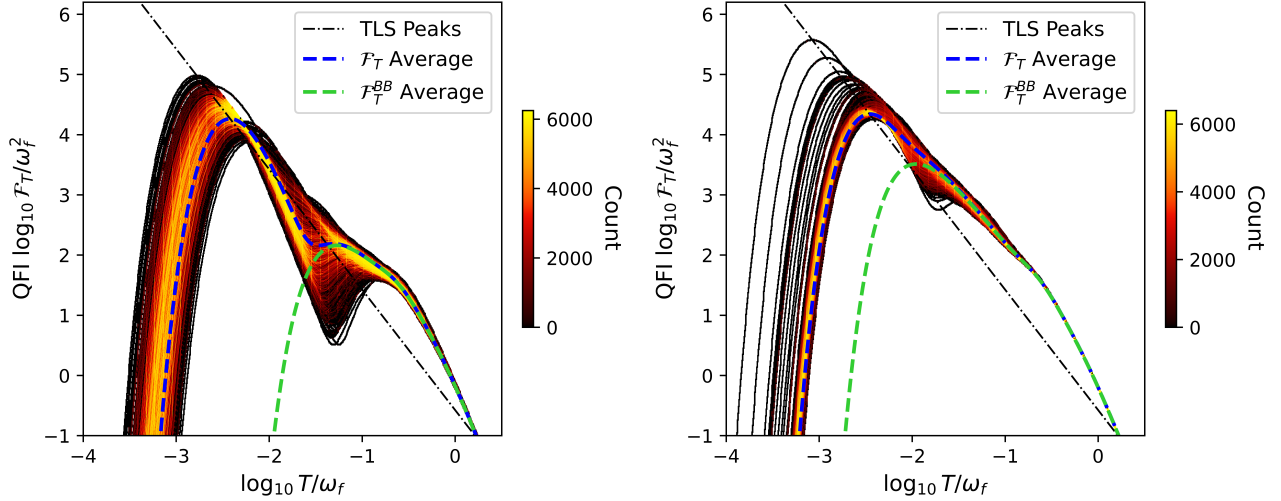 QFI log₁₀ ℱ_T/ω_f²
6
5
4
3
2
1
0
−1
TLS Peaks
ℱ_T Average
ℱ_T^BB Average
−4 −3 −2 −1 0
log₁₀ T/ω_f
6000
4000
2000
0
Count
QFI log₁₀ ℱ_T/ω_f²
6
5
4
3
2
1
0
−1
TLS Peaks
ℱ_T Average
ℱ_T^BB Average
−4 −3 −2 −1 0
log₁₀ T/ω_f
6000
4000
2000
0
Count